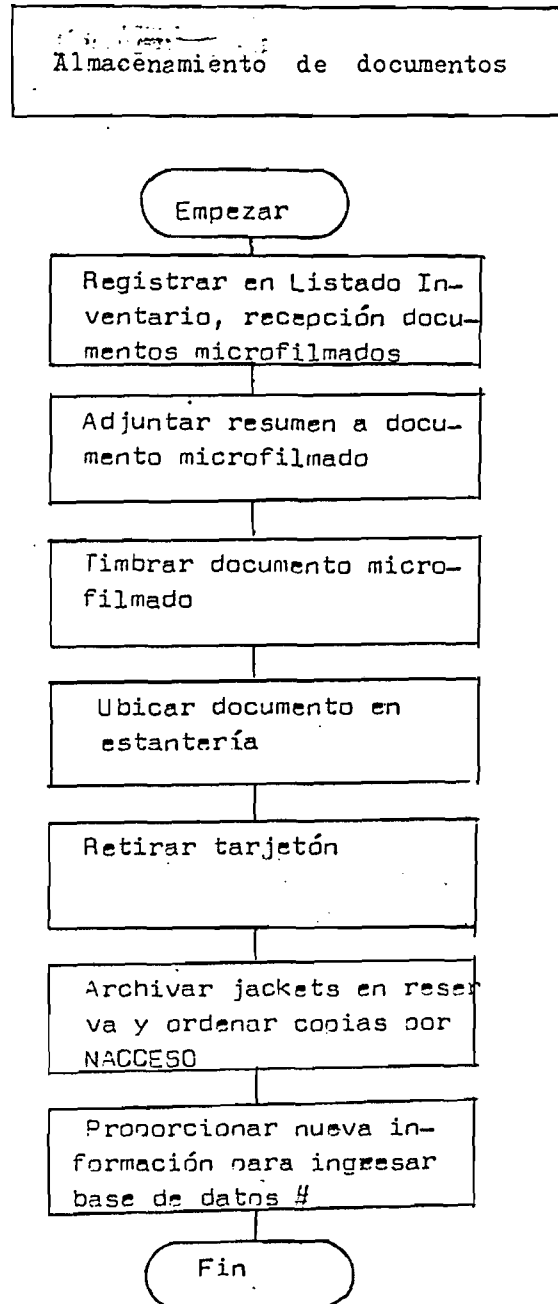 Almacenamiento de documentos
Empezar
Registrar en Listado In-
ventario, recepción docu-
mentos microfilmados
Adjuntar resumen a docu-
mento microfilmado
Timbrar documento micro-
filmado
Ubicar documento en
estantería
Retirar tarjetón
Archivar jackets en reser
va y ordenar copias por
NACCESO
Proporcionar nueva in-
formación para ingresar
base de datos #
Fin